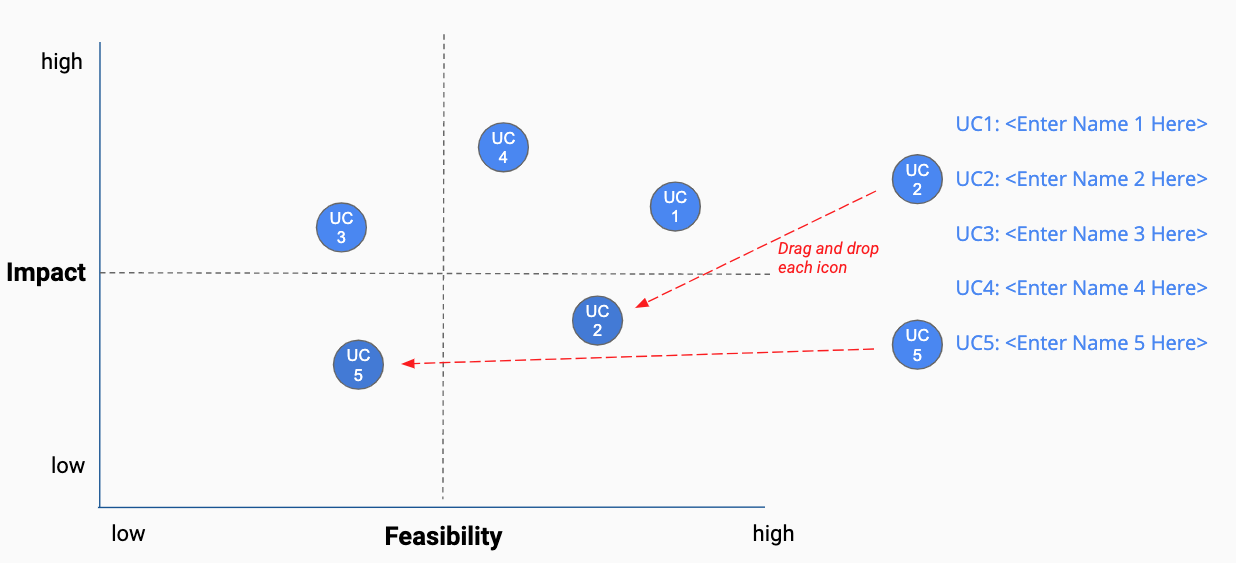 high
UC
4
UC
3
UC
1
Impact
UC
2
UC
5
low
low
Feasibility
high
Drag and drop
each icon
UC1: <Enter Name 1 Here>
UC
2
UC2: <Enter Name 2 Here>
UC3: <Enter Name 3 Here>
UC4: <Enter Name 4 Here>
UC
5
UC5: <Enter Name 5 Here>